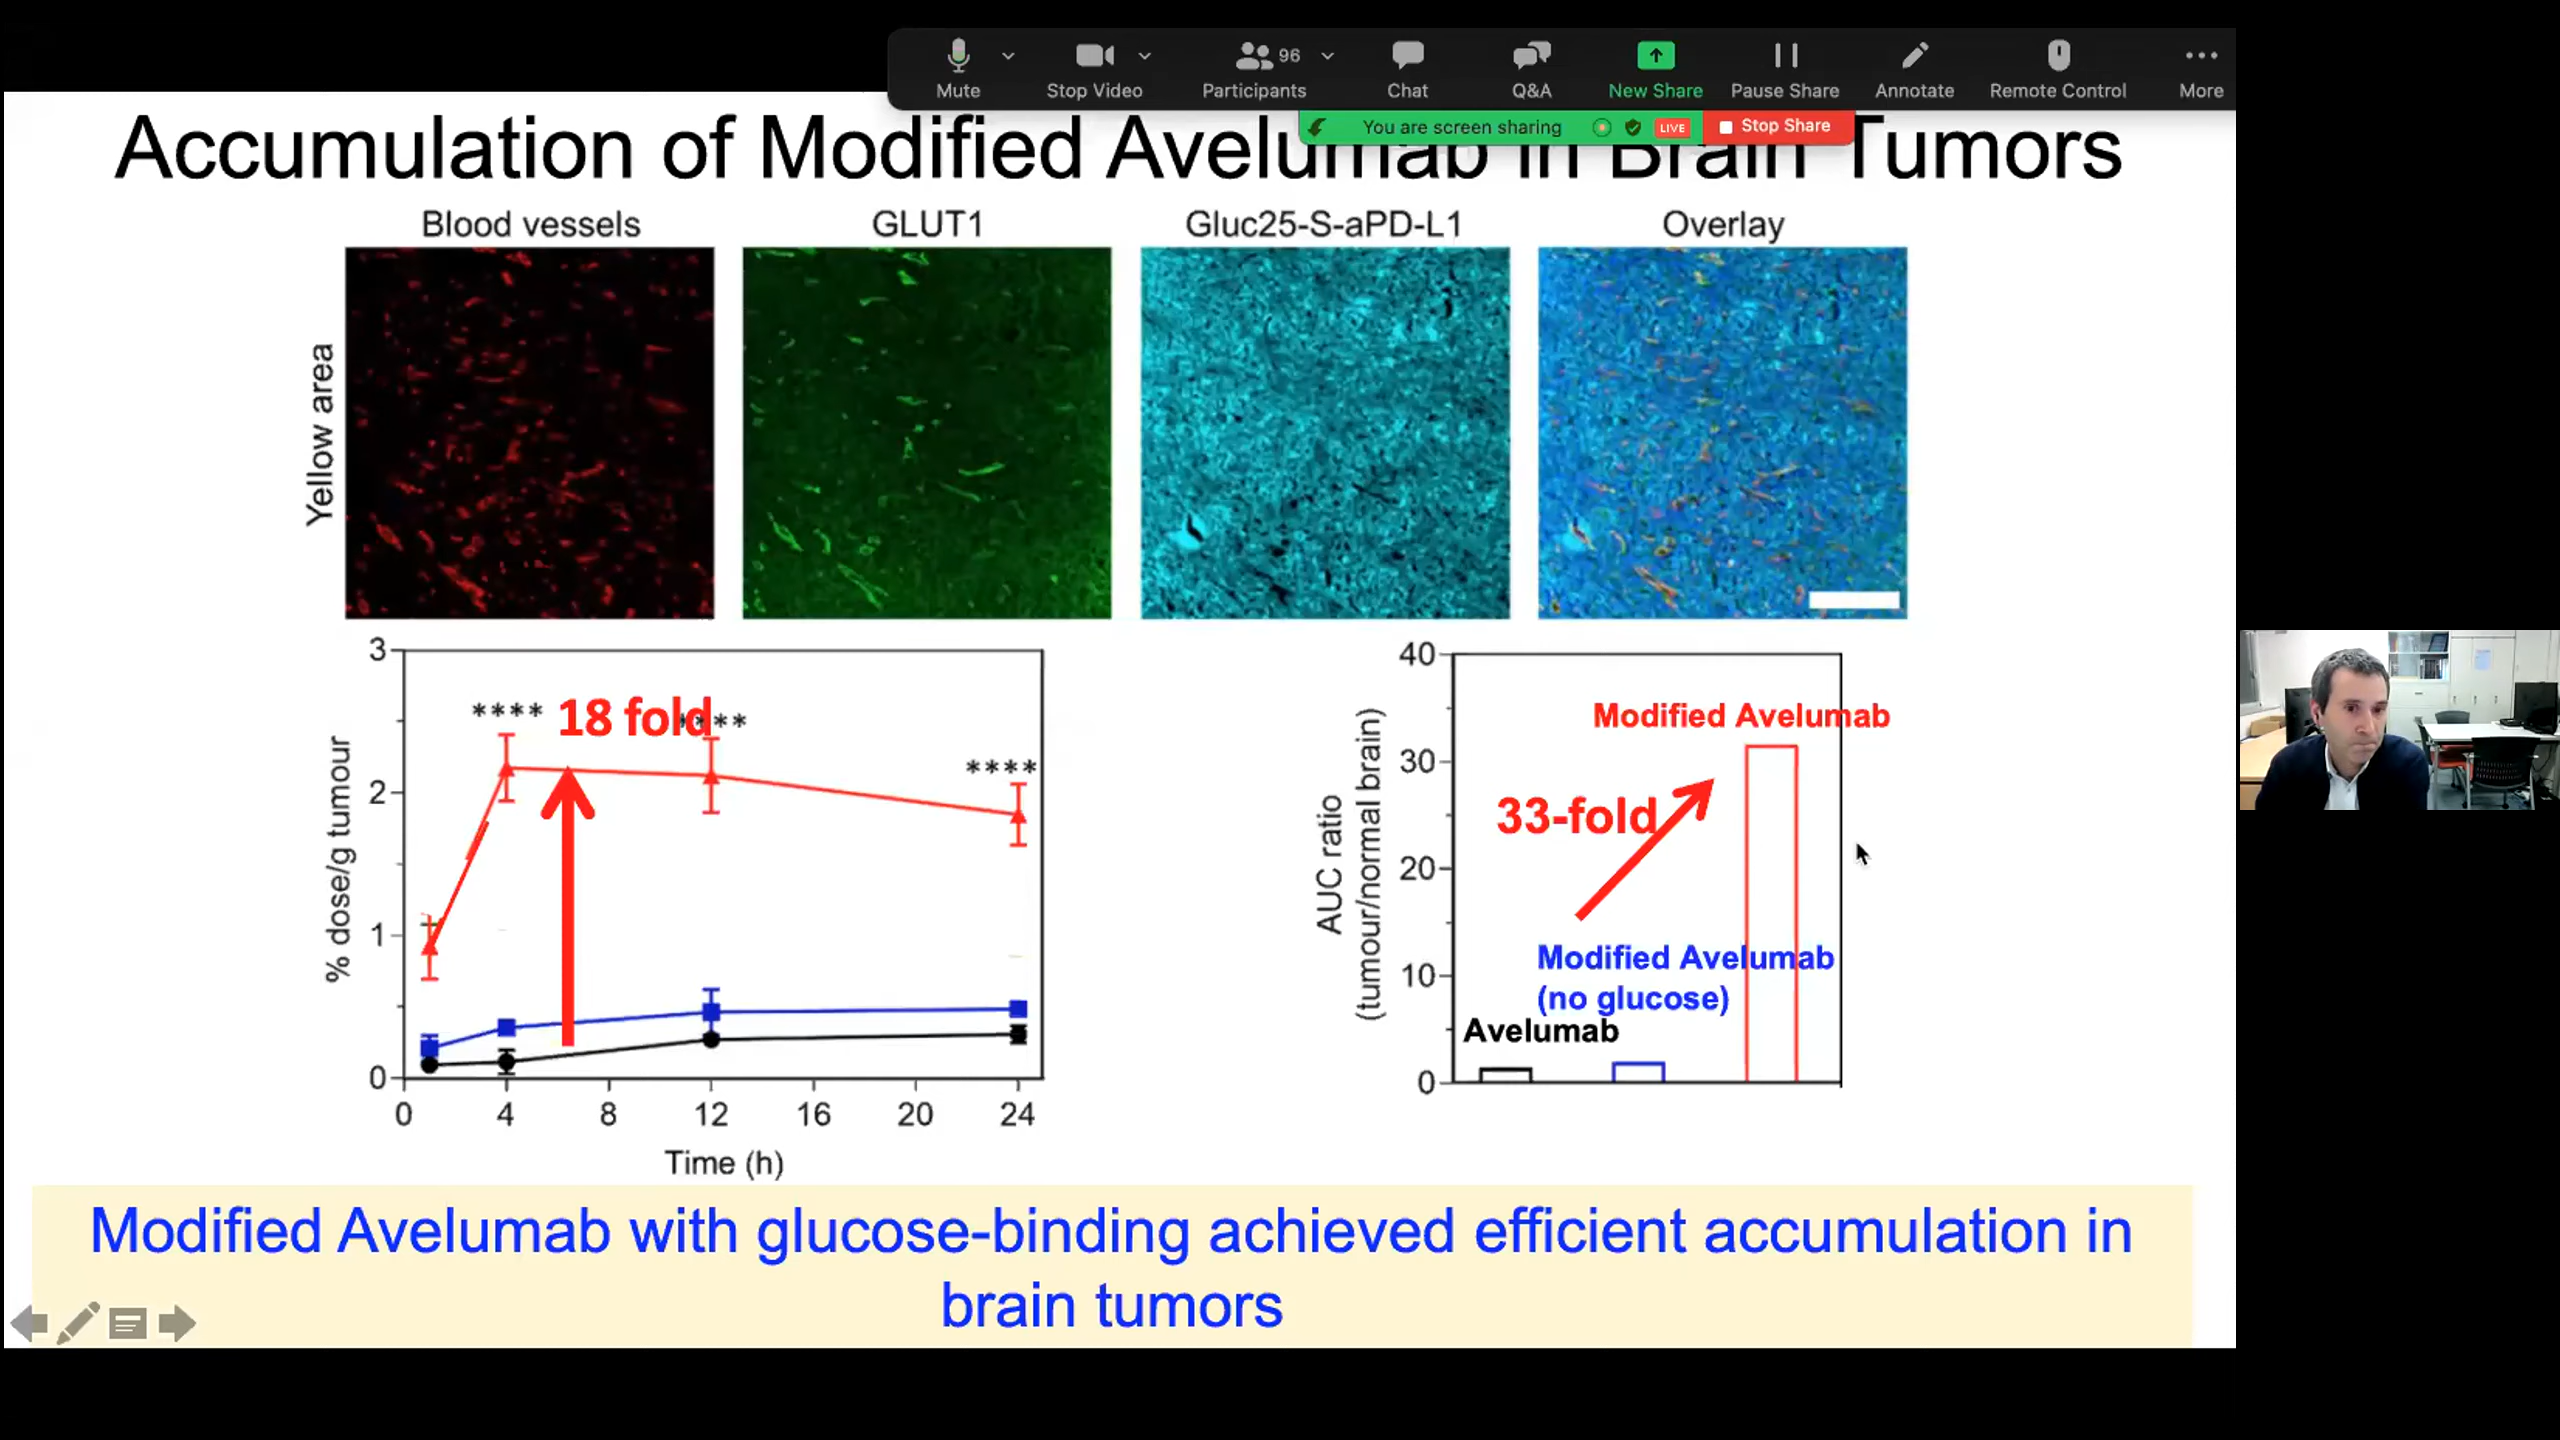 96
Mute
Stop Video
Participants
Chat
Q&A
New Share
Pause Share
Annotate
Remote Control
More
You are screen sharing
LIVE
Stop Share
Accumulation of Modified Avelumab in Brain Tumors
Blood vessels
GLUT1
Gluc25-S-aPD-L1
Overlay
Yellow area
% dose/g tumour
3
2
1
0
****
18 fold
****
****
0
4
8
12
16
20
24
Time (h)
AUC ratio
(tumour/normal brain)
40
30
20
10
0
Modified Avelumab
33-fold
Modified Avelumab
(no glucose)
Avelumab
Modified Avelumab with glucose-binding achieved efficient accumulation in
brain tumors